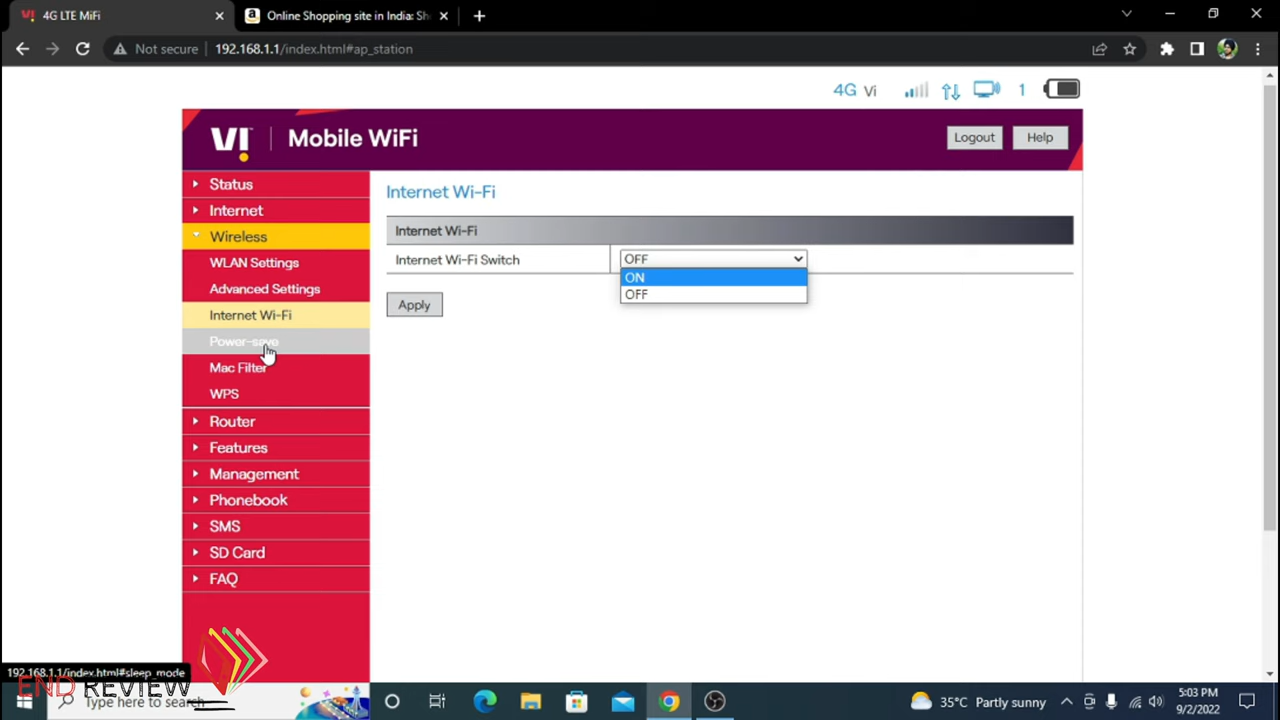 4G LTE MiFi
Online Shopping site in India: Sh
Not secure 192.168.1.1/index.html#ap_station
4G Vi 1
VI Mobile WiFi
Logout Help
Status
Internet
Wireless
WLAN Settings
Advanced Settings
Internet Wi-Fi
Power-save
Mac Filter
WPS
Router
Features
Management
Phonebook
SMS
SD Card
FAQ
Internet Wi-Fi
Internet Wi-Fi
Internet Wi-Fi Switch OFF
ON
OFF
Apply
192.168.1.1/index.html#sleep_mode
END REVIEW
Type here to search
35°C Partly sunny
5:03 PM
9/2/2022